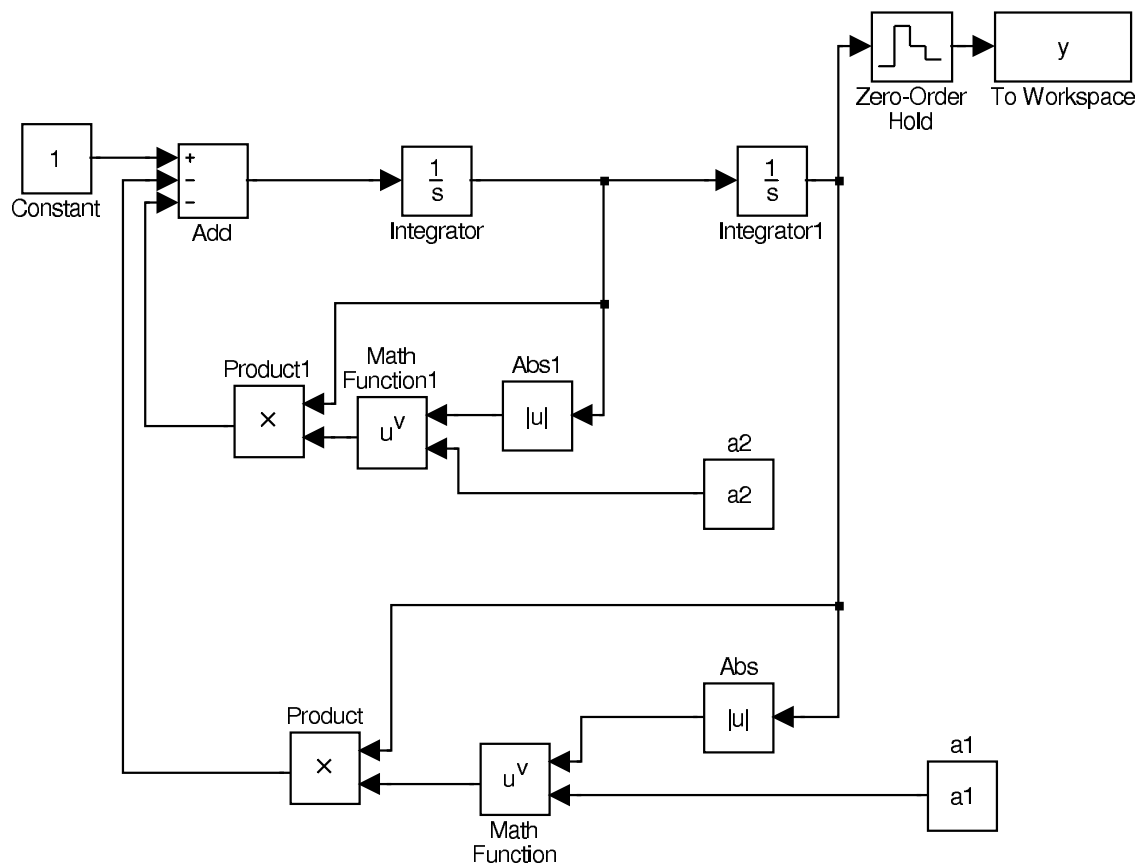 y
Zero-Order
Hold
To Workspace
1
Constant
+
−
−
Add
1
s
Integrator
1
s
Integrator1
Product1
×
Math
Function1
u^v
Abs1
|u|
a2
a2
Product
×
Abs
|u|
u^v
Math
Function
a1
a1